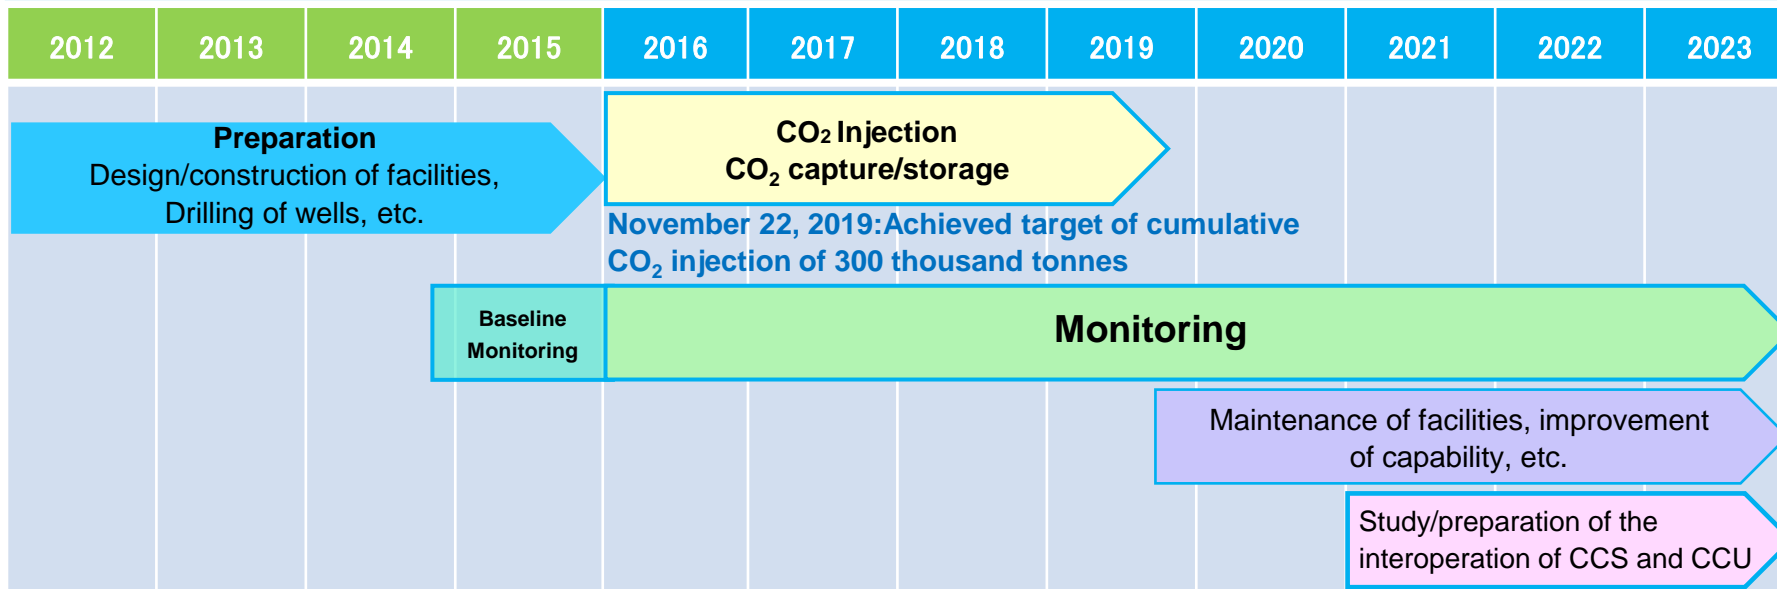 2012 2013 2014 2015 2016 2017 2018 2019 2020 2021 2022 2023
Preparation
Design/construction of facilities,
Drilling of wells, etc.
CO₂ Injection
CO₂ capture/storage
November 22, 2019:Achieved target of cumulative
CO₂ injection of 300 thousand tonnes
Baseline
Monitoring
Monitoring
Maintenance of facilities, improvement
of capability, etc.
Study/preparation of the
interoperation of CCS and CCU